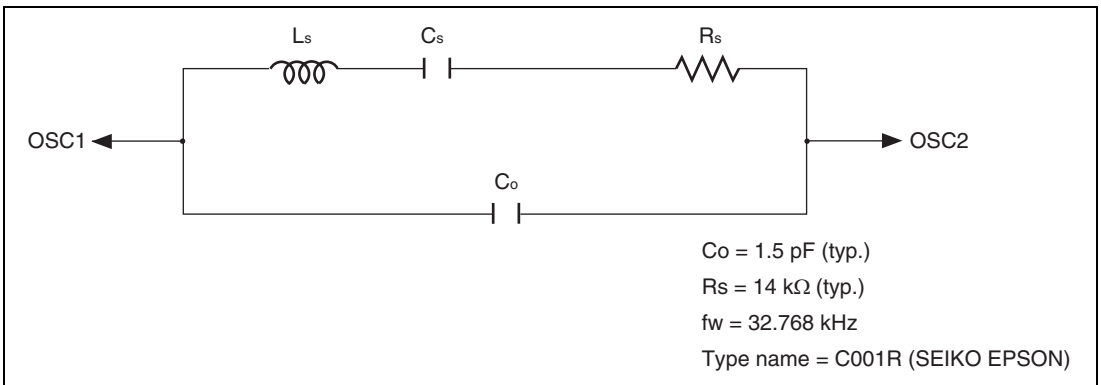 Ls Cs Rs
OSC1 OSC2
Co
Co = 1.5 pF (typ.)
Rs = 14 kΩ (typ.)
fw = 32.768 kHz
Type name = C001R (SEIKO EPSON)